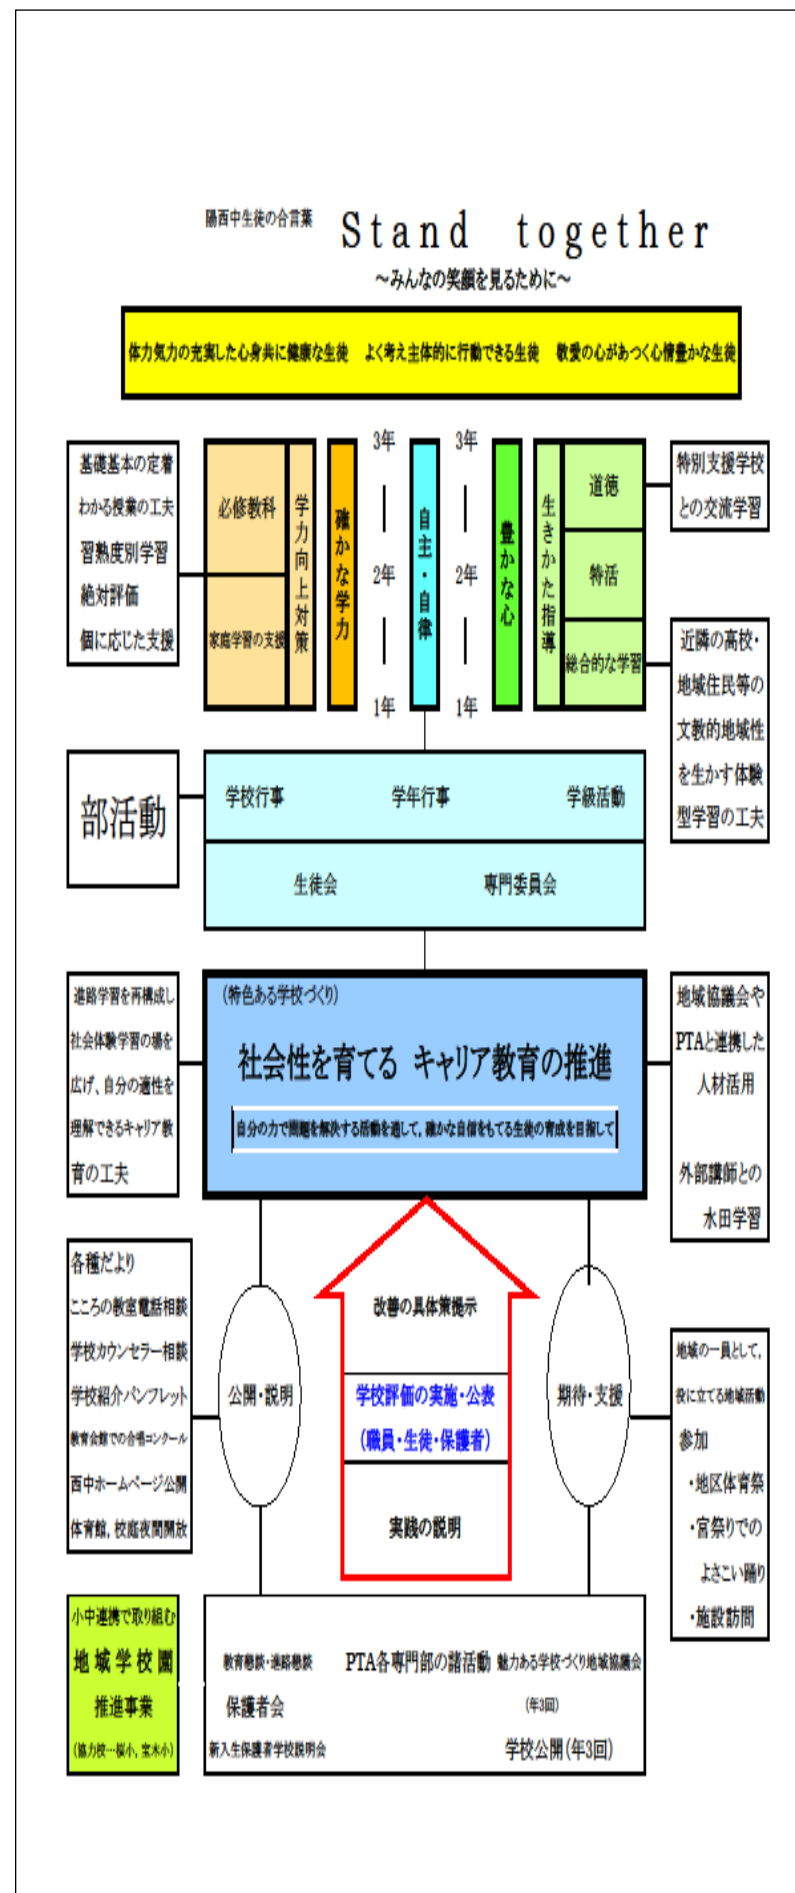 陽西中生徒の合言葉 Stand together
～みんなの笑顔を見るために～
体力気力の充実した心身共に健康な生徒 よく考え主体的に行動できる生徒 敬愛の心があつく心情豊かな生徒
基礎基本の定着
わかる授業の工夫
習熟度別学習
絶対評価
個に応じた支援
必修教科
家庭学習の支援
学力向上対策
確かな学力
3年
2年
1年
自主・自律
3年
2年
1年
豊かな心
生きかた指導
道徳
特活
総合的な学習
特別支援学校
との交流学習
近隣の高校・
地域住民等の
文教的地域性
を生かす体験
型学習の工夫
部活動
学校行事 学年行事 学級活動
生徒会 専門委員会
進路学習を再構成し
社会体験学習の場を
広げ、自分の適性を
理解できるキャリア教
育の工夫
(特色ある学校づくり)
社会性を育てる キャリア教育の推進
自分の力で問題を解決する活動を通して，確かな自信をもてる生徒の育成を目指して
地域協議会や
PTAと連携した
人材活用
外部講師との
水田学習
各種だより
こころの教室電話相談
学校カウンセラー相談
学校紹介パンフレット
教育会館での合唱コンクール
西中ホームページ公開
体育館，校庭夜間開放
公開・説明
改善の具体策提示
学校評価の実施・公表
(職員・生徒・保護者)
実践の説明
期待・支援
地域の一員として，
役に立てる地域活動
参加
・地区体育祭
・宮祭りでの
よさこい踊り
・施設訪問
小中連携で取り組む
地域学校園
推進事業
(協力校…桜小，宝木小)
教育懇談・進路懇談 PTA各専門部の諸活動 魅力ある学校づくり地域協議会
保護者会 (年3回)
新入生保護者学校説明会 学校公開(年3回)